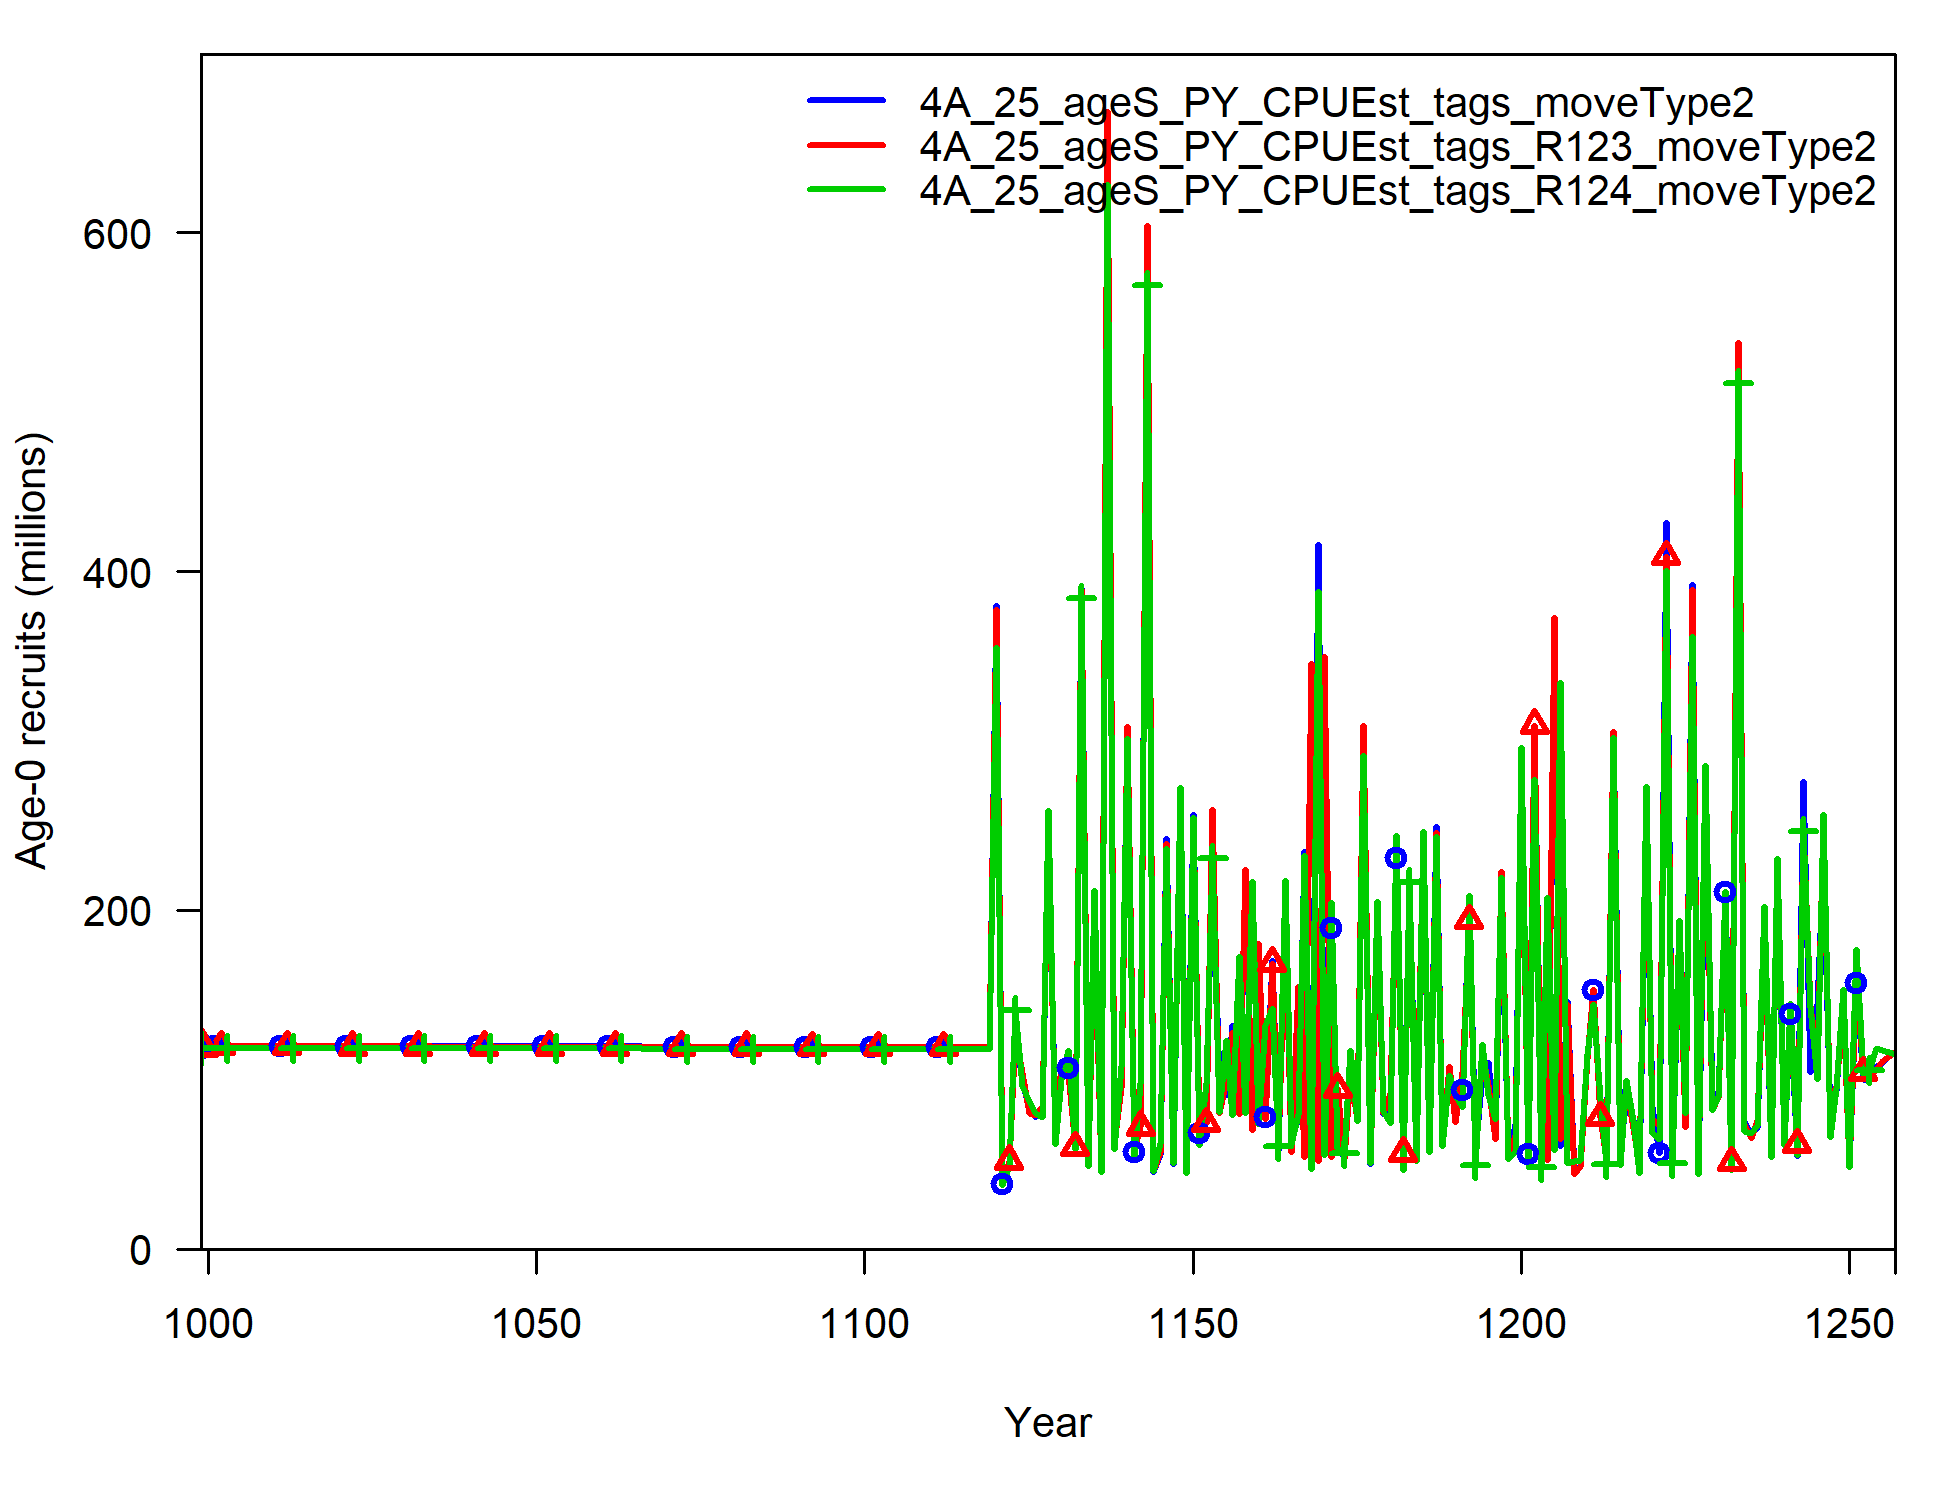 4A_25_ageS_PY_CPUEst_tags_moveType2
4A_25_ageS_PY_CPUEst_tags_R123_moveType2
4A_25_ageS_PY_CPUEst_tags_R124_moveType2
600
400
200
0
Age-0 recruits (millions)
1000 1050 1100 1150 1200 1250
Year